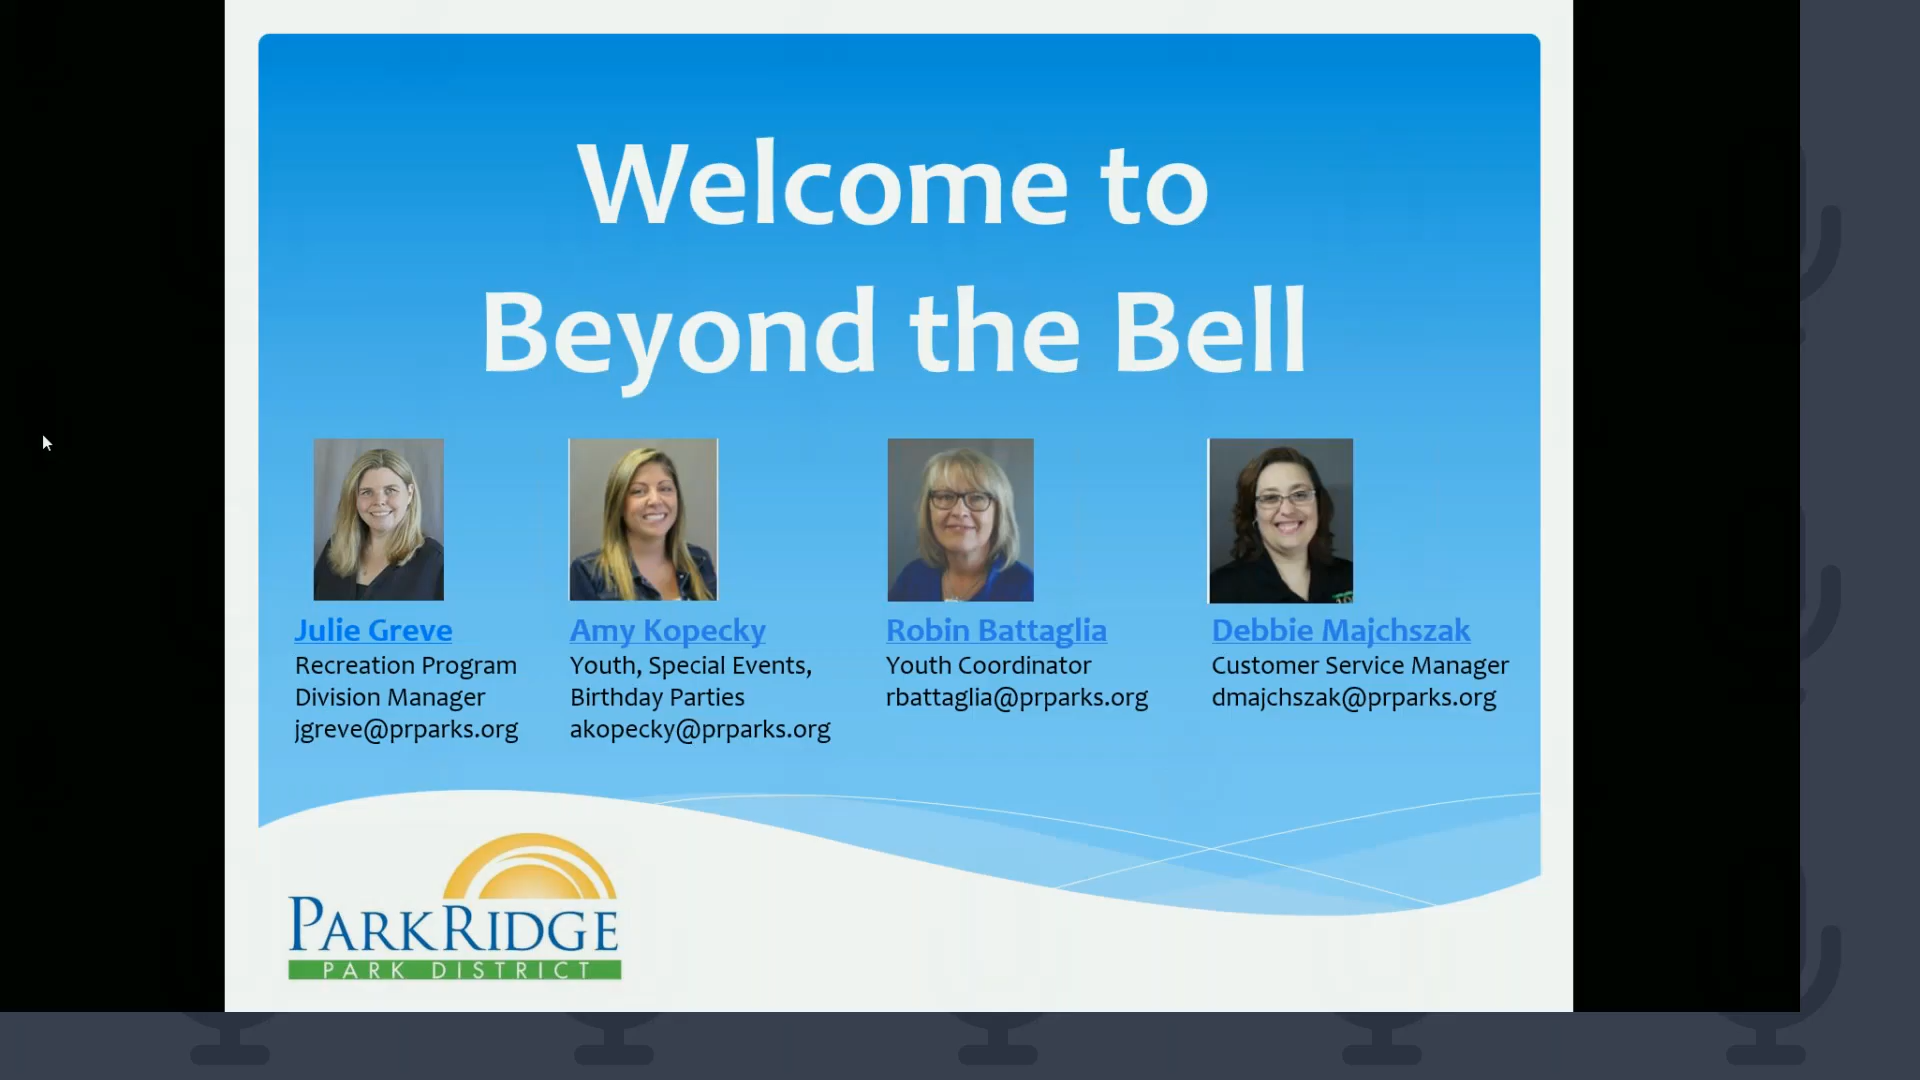 Welcome to
Beyond the Bell
Julie Greve
Recreation Program
Division Manager
jgreve@prparks.org
Amy Kopecky
Youth, Special Events,
Birthday Parties
akopecky@prparks.org
Robin Battaglia
Youth Coordinator
rbattaglia@prparks.org
Debbie Majchszak
Customer Service Manager
dmajchszak@prparks.org
PARK RIDGE
PARK DISTRICT